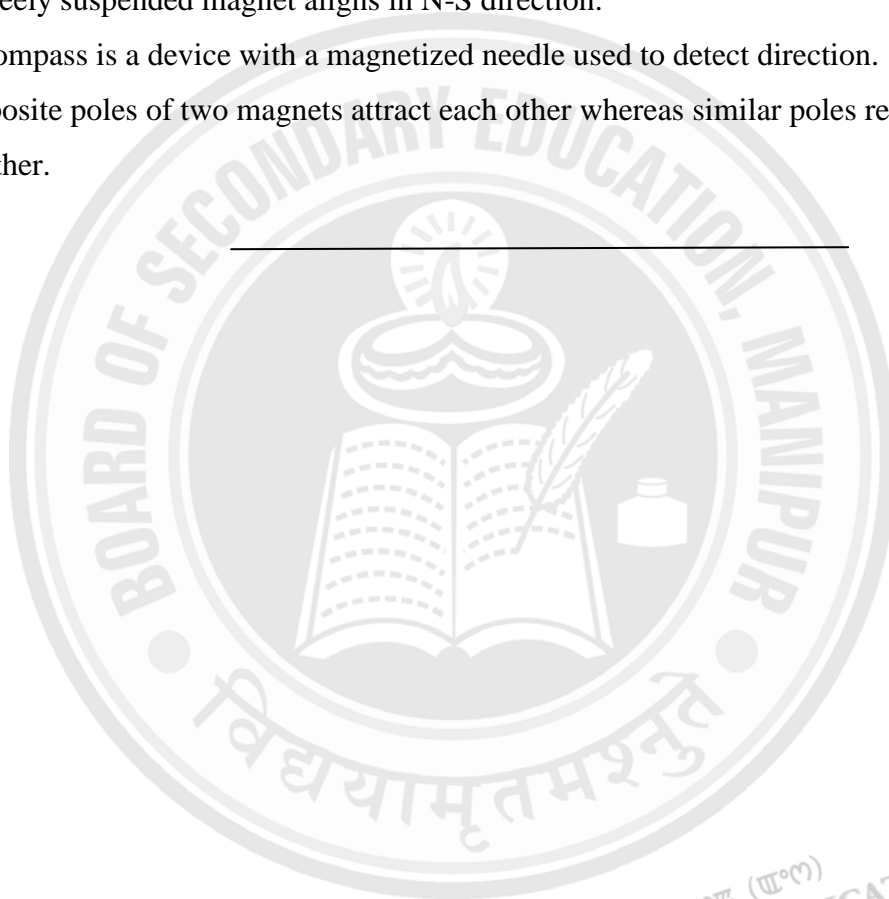 eely suspended magnet aligns in N-S direction.
ompass is a device with a magnetized needle used to detect direction.
posite poles of two magnets attract each other whereas similar poles re
ther.
BOARD OF SECONDARY EDUCATION, MANIPUR
विद्ययामृतमश्नुते